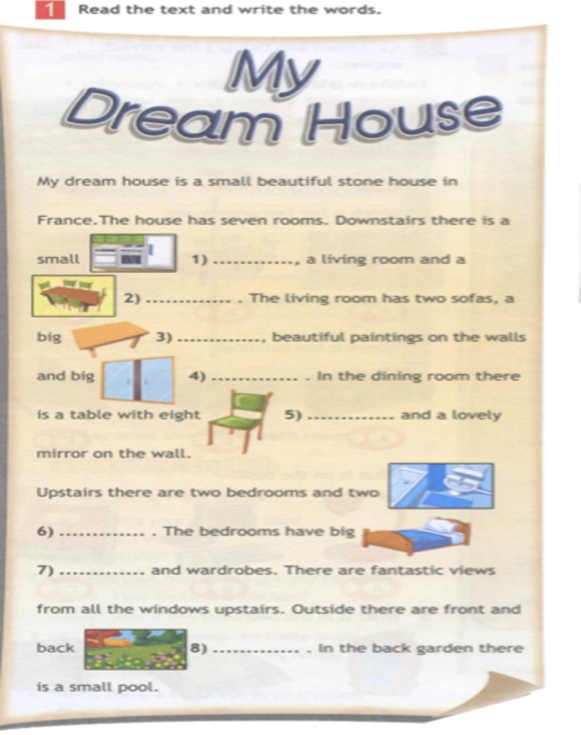 1 Read the text and write the words.
My
Dream House
My dream house is a small beautiful stone house in
France. The house has seven rooms. Downstairs there is a
small 1) ............, a living room and a
2) ............. . The living room has two sofas, a
big 3) ............, beautiful paintings on the walls
and big 4) ............. . In the dining room there
is a table with eight 5) ............. and a lovely
mirror on the wall.
Upstairs there are two bedrooms and two
6) ............. . The bedrooms have big
7) ............. and wardrobes. There are fantastic views
from all the windows upstairs. Outside there are front and
back 8) ............. . In the back garden there
is a small pool.